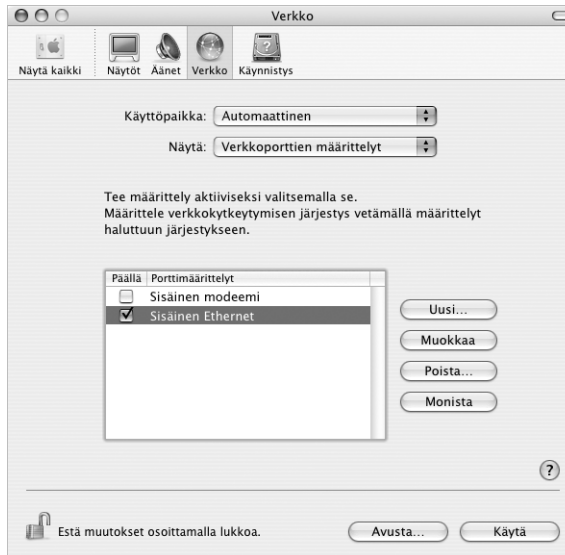 Verkko
Näytä kaikki Näytöt Äänet Verkko Käynnistys
Käyttöpaikka: Automaattinen
Näytä: Verkkoporttien määrittelyt
Tee määrittely aktiiviseksi valitsemalla se.
Määrittele verkkokytkeytymisen järjestys vetämällä määrittelyt
haluttuun järjestykseen.
Päällä Porttimäärittelyt
Sisäinen modeemi
Sisäinen Ethernet
Uusi...
Muokkaa
Poista...
Monista
?
Estä muutokset osoittamalla lukkoa. Avusta... Käytä